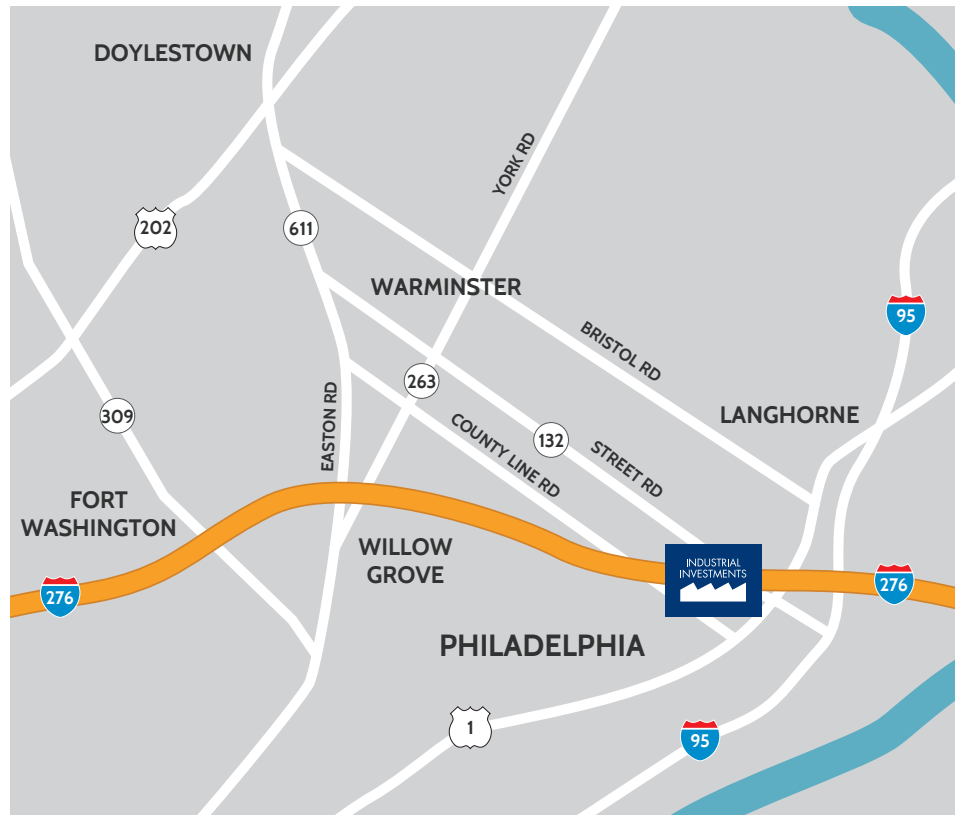 DOYLESTOWN
YORK RD
202
611
WARMINSTER
95
BRISTOL RD
263
309
EASTON RD
LANGHORNE
132
COUNTY LINE RD
STREET RD
FORT
WASHINGTON
WILLOW
GROVE
INDUSTRIAL
INVESTMENTS
276
276
PHILADELPHIA
1
95